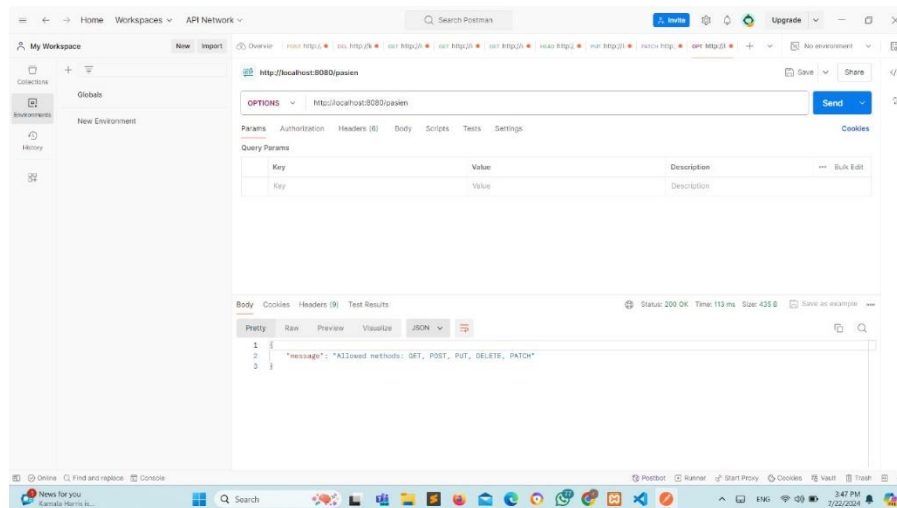 Home Workspaces API Network Search Postman Invite Upgrade
My Workspace New Import Overvie No environment
Collections
Globals
http://localhost:8080/pasien Save Share
Environments
New Environment
OPTIONS http://localhost:8080/pasien Send
History
Params Authorization Headers (6) Body Scripts Tests Settings Cookies
Query Params
Key Value Description Bulk Edit
Key Value Description
Body Cookies Headers (9) Test Results Status: 200 OK Time: 113 ms Size: 435 B Save as example
Pretty Raw Preview Visualize JSON
1 {
2 "message": "Allowed methods: GET, POST, PUT, DELETE, PATCH"
3 }
Online Find and replace Console Postbot Runner Start Proxy Cookies Vault Trash
News for you
Kamala Harris is...
Search ENG 3:47 PM
7/22/2024